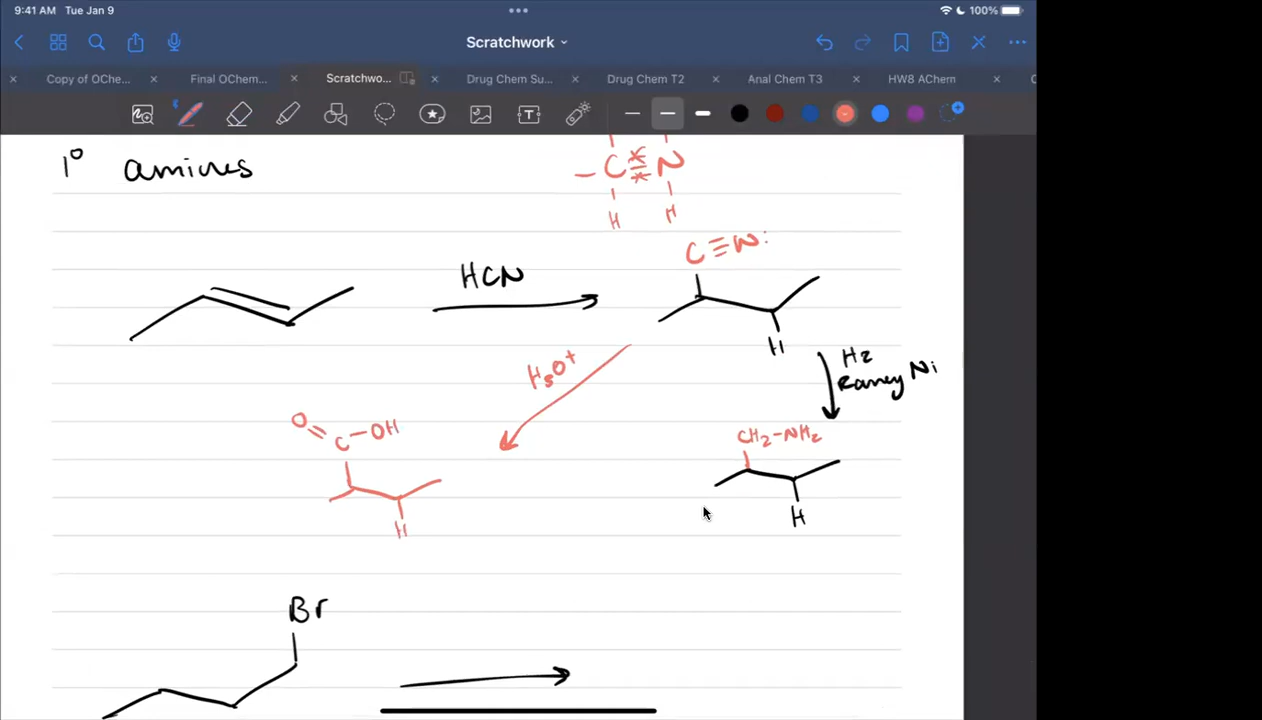 9:41 AM Tue Jan 9
100%
Scratchwork
Copy of OChe...
Final OChem...
Scratchwo...
Drug Chem Su...
Drug Chem T2
Anal Chem T3
HW8 AChem
1° amines
– C ≡ N
H H
C≡N:
HCN
H
H2
Raney Ni
H3O+
O=C–OH
CH2–NH2
H
H
Br